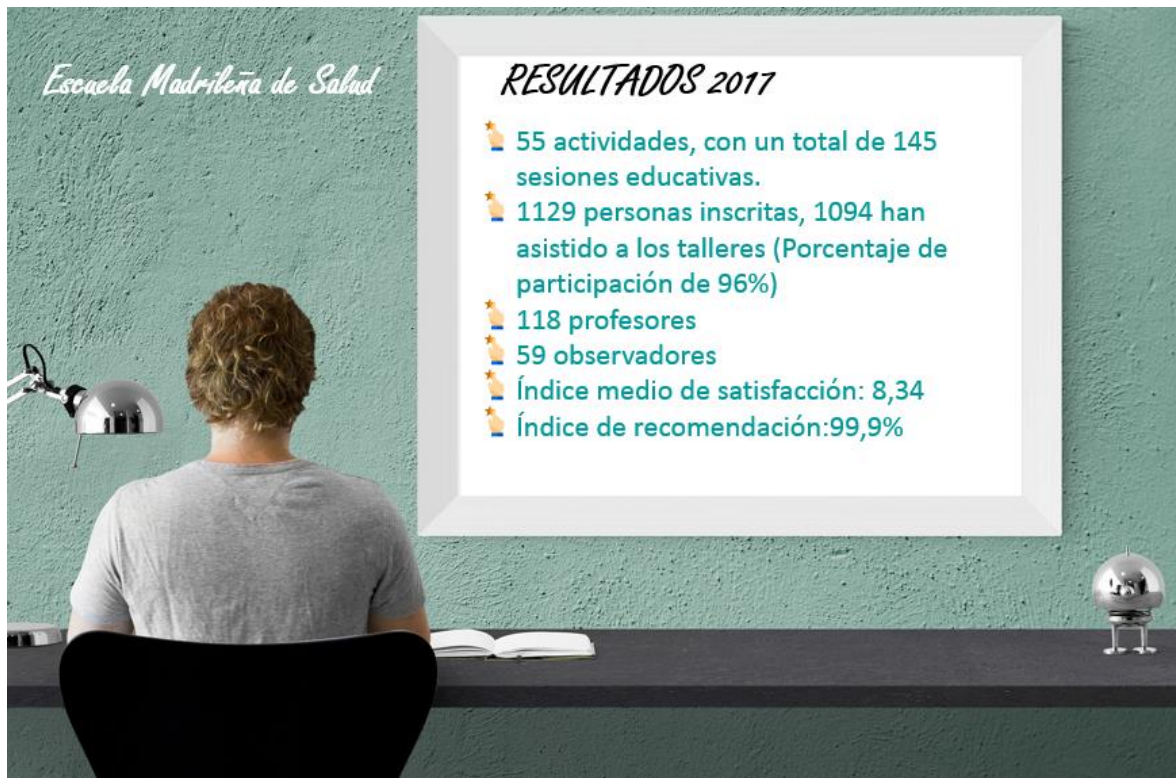 Escuela Madrileña de Salud
RESULTADOS 2017
55 actividades, con un total de 145
sesiones educativas.
1129 personas inscritas, 1094 han
asistido a los talleres (Porcentaje de
participación de 96%)
118 profesores
59 observadores
Índice medio de satisfacción: 8,34
Índice de recomendación:99,9%